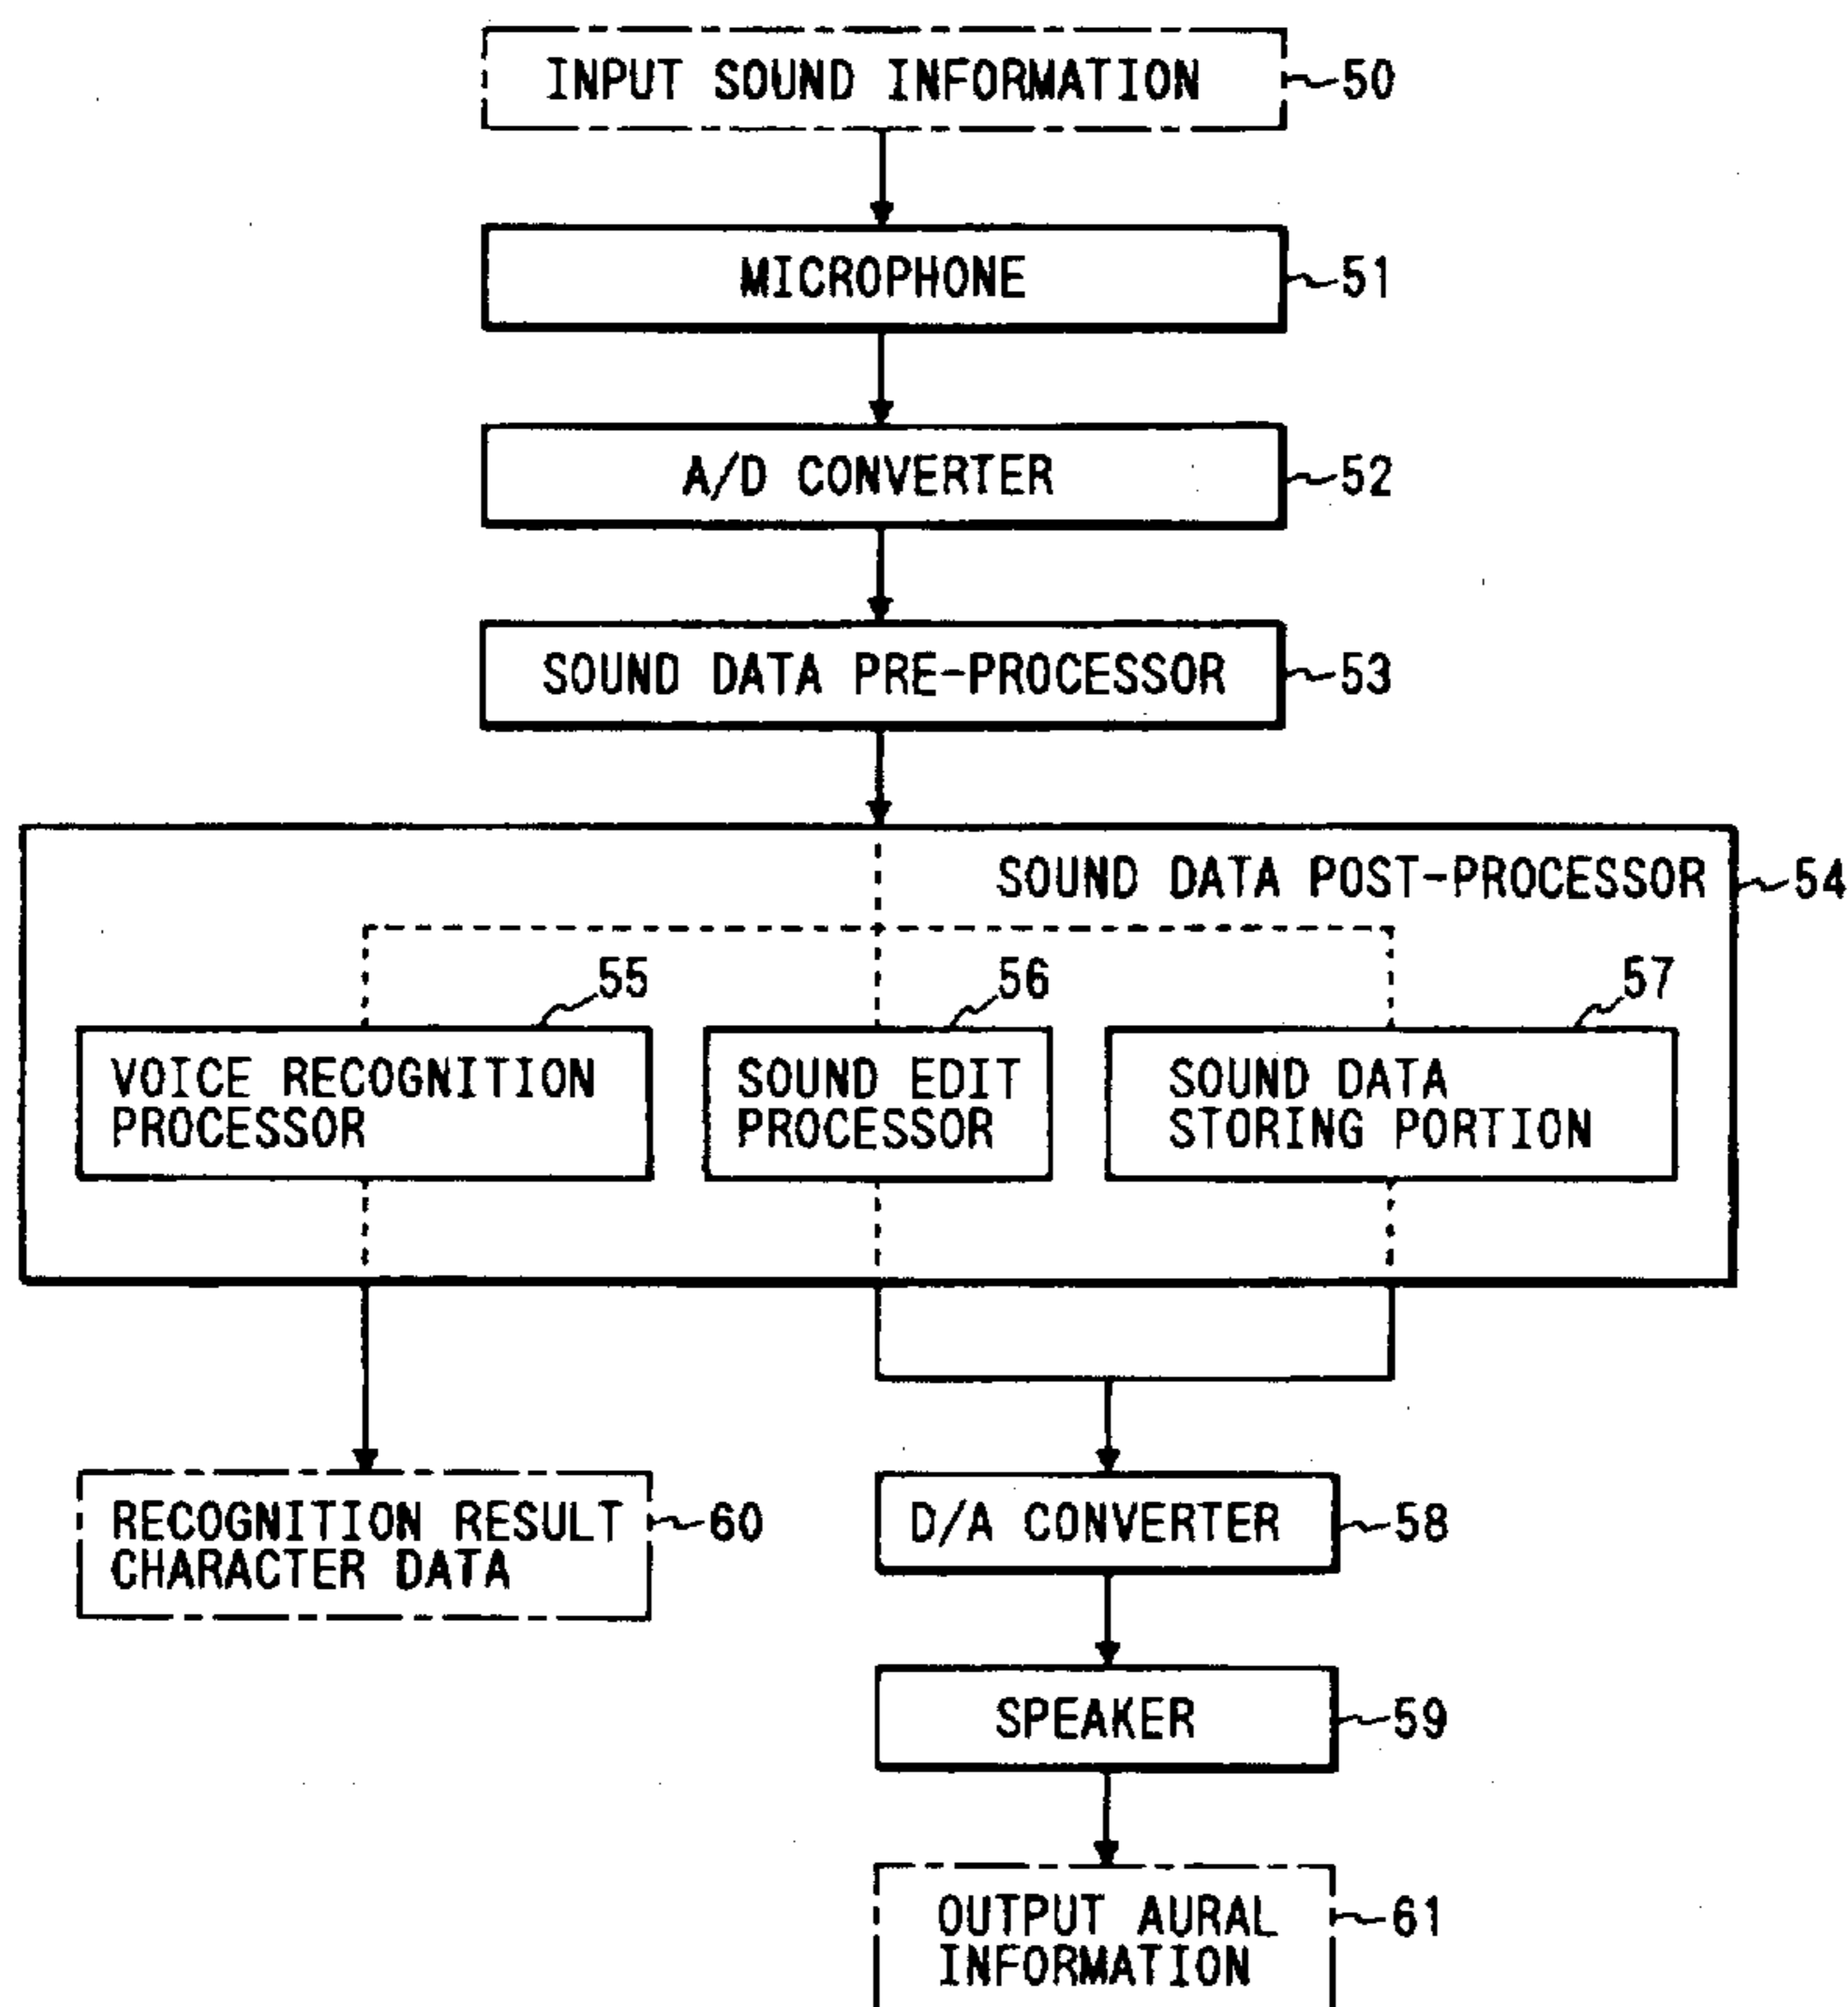 INPUT SOUND INFORMATION 50
MICROPHONE 51
A/D CONVERTER 52
SOUND DATA PRE-PROCESSOR 53
SOUND DATA POST-PROCESSOR 54
55
56
57
VOICE RECOGNITION
PROCESSOR
SOUND EDIT
PROCESSOR
SOUND DATA
STORING PORTION
RECOGNITION RESULT
CHARACTER DATA
60
D/A CONVERTER 58
SPEAKER 59
OUTPUT AURAL
INFORMATION
61